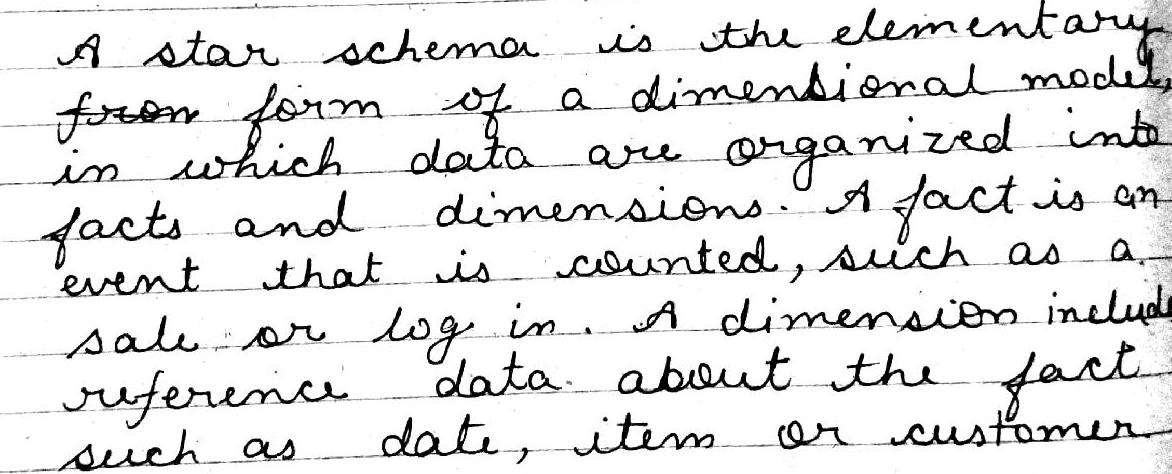 A star schema is the elementary
fron form of a dimensional model,
in which data are organized into
facts and dimensions. A fact is an
event that is counted, such as a
sale or log in. A dimension includ
reference data about the fact
such as date, item or customer